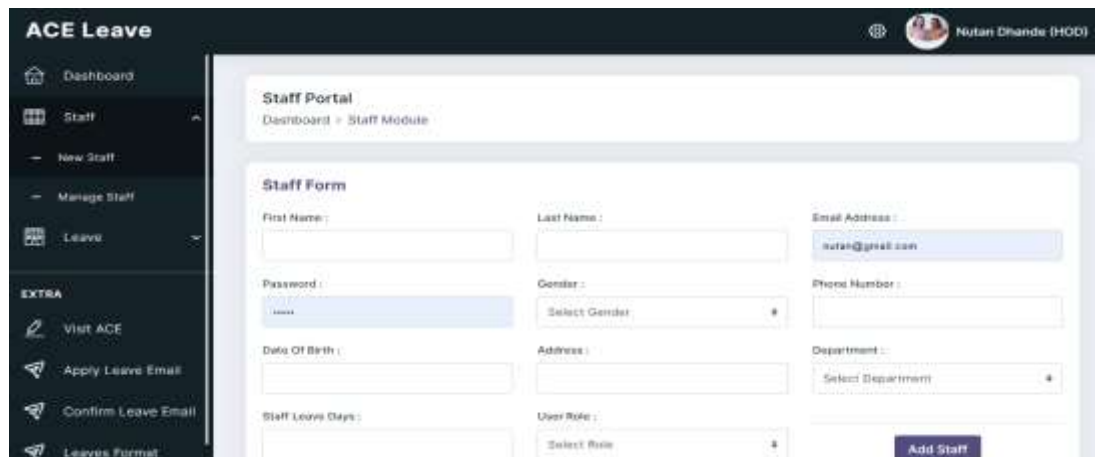 ACE Leave
Nutan Dhande (HOD)
Dashboard
Staff
New Staff
Manage Staff
Leave
EXTRA
Visit ACE
Apply Leave Email
Confirm Leave Email
Leaves Format
Staff Portal
Dashboard > Staff Module
Staff Form
First Name :
Last Name :
Email Address :
nutan@gmail.com
Password :
Gender :
Select Gender
Phone Number :
Date Of Birth :
Address :
Department :
Select Department
Staff Leave Days :
User Role :
Select Role
Add Staff